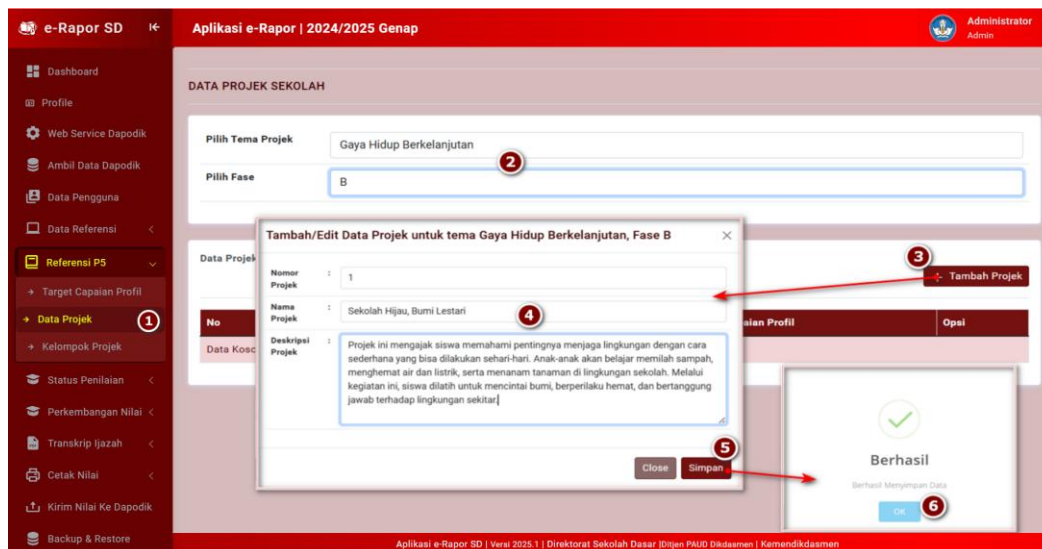 e-Rapor SD
Aplikasi e-Rapor | 2024/2025 Genap
Administrator
Admin
Dashboard
Profile
Web Service Dapodik
Ambil Data Dapodik
Data Pengguna
Data Referensi
Referensi P5
Target Capaian Profil
Data Projek
1
Kelompok Projek
Status Penilaian
Perkembangan Nilai
Transkrip Ijazah
Cetak Nilai
Kirim Nilai Ke Dapodik
Backup & Restore
DATA PROJEK SEKOLAH
Pilih Tema Projek
Gaya Hidup Berkelanjutan
2
Pilih Fase
B
Data Projek
3
Tambah Projek
No
aian Profil
Opsi
Data Koso
Tambah/Edit Data Projek untuk tema Gaya Hidup Berkelanjutan, Fase B
Nomor
Projek
:
1
Nama
Projek
:
Sekolah Hijau, Bumi Lestari
4
Deskripsi
Projek
:
Projek ini mengajak siswa memahami pentingnya menjaga lingkungan dengan cara
sederhana yang bisa dilakukan sehari-hari. Anak-anak akan belajar memilah sampah,
menghemat air dan listrik, serta menanam tanaman di lingkungan sekolah. Melalui
kegiatan ini, siswa dilatih untuk mencintai bumi, berperilaku hemat, dan bertanggung
jawab terhadap lingkungan sekitar.
5
Close
Simpan
Berhasil
Berhasil Menyimpan Data
OK
6
Aplikasi e-Rapor SD | Versi 2025.1 | Direktorat Sekolah Dasar |Ditjen PAUD Dikdasmen | Kemendikdasmen